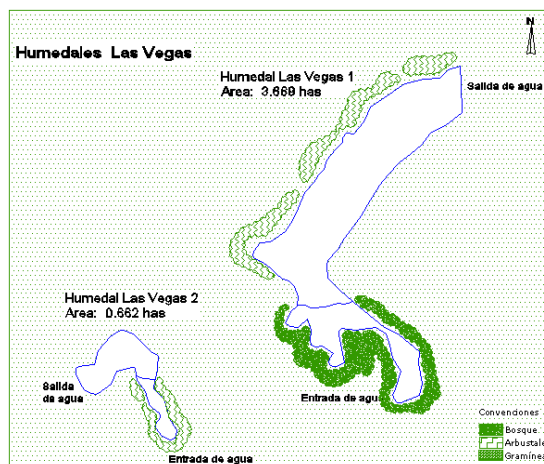 N
Humedales Las Vegas
Humedal Las Vegas 1
Area: 3.669 has
Salida de agua
Humedal Las Vegas 2
Area: 0.662 has
Salida
de agua
Entrada de agua
Entrada de agua
Convenciones
Bosque
Arbustale
Gramínea